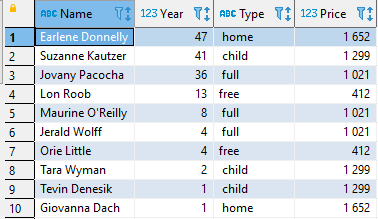 ABC Name 123 Year ABC Type 123 Price
1 Earlene Donnelly 47 home 1 652
2 Suzanne Kautzer 41 child 1 299
3 Jovany Pacocha 36 full 1 021
4 Lon Roob 13 free 412
5 Maurine O'Reilly 8 full 1 021
6 Jerald Wolff 4 full 1 021
7 Orie Little 4 free 412
8 Tara Wyman 2 child 1 299
9 Tevin Denesik 1 child 1 299
10 Giovanna Dach 1 home 1 652